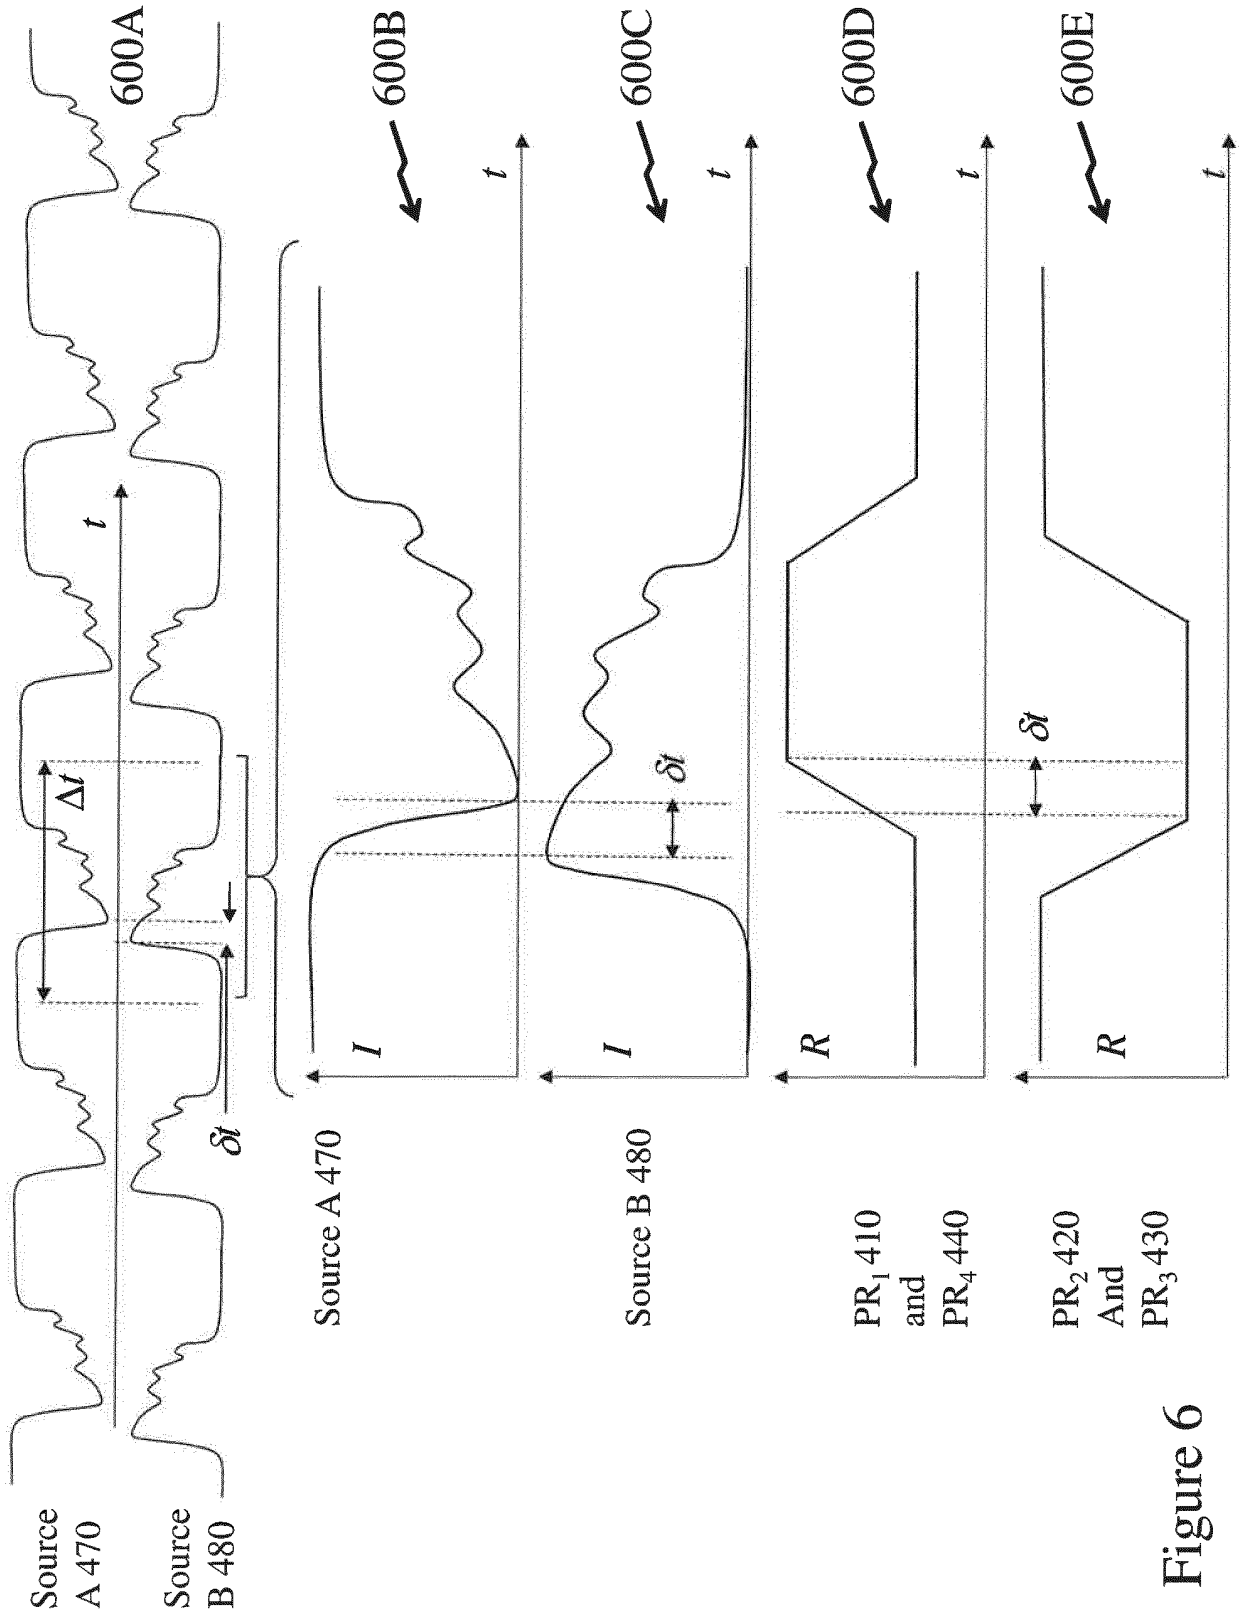 Source
A 470
Source
B 480
600A
Δt
t
δt
Source A 470
I
t
600B
Source B 480
I
δt
t
600C
PR₁ 410
and
PR₄ 440
R
t
600D
δt
PR₂ 420
And
PR₃ 430
R
t
600E
Figure 6